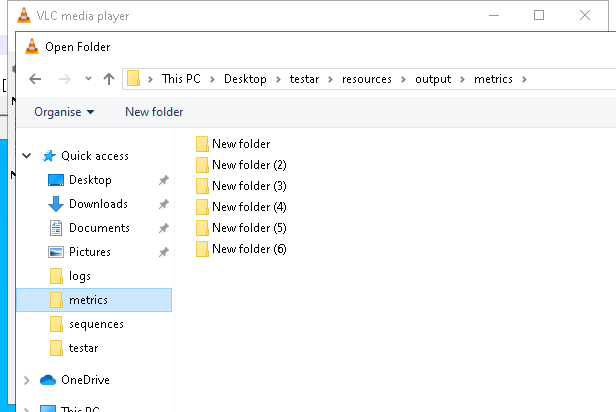 VLC media player
Open Folder
This PC > Desktop > testar > resources > output > metrics >
Organise New folder
Quick access
Desktop
Downloads
Documents
Pictures
logs
metrics
sequences
testar
OneDrive
This PC
New folder
New folder (2)
New folder (3)
New folder (4)
New folder (5)
New folder (6)